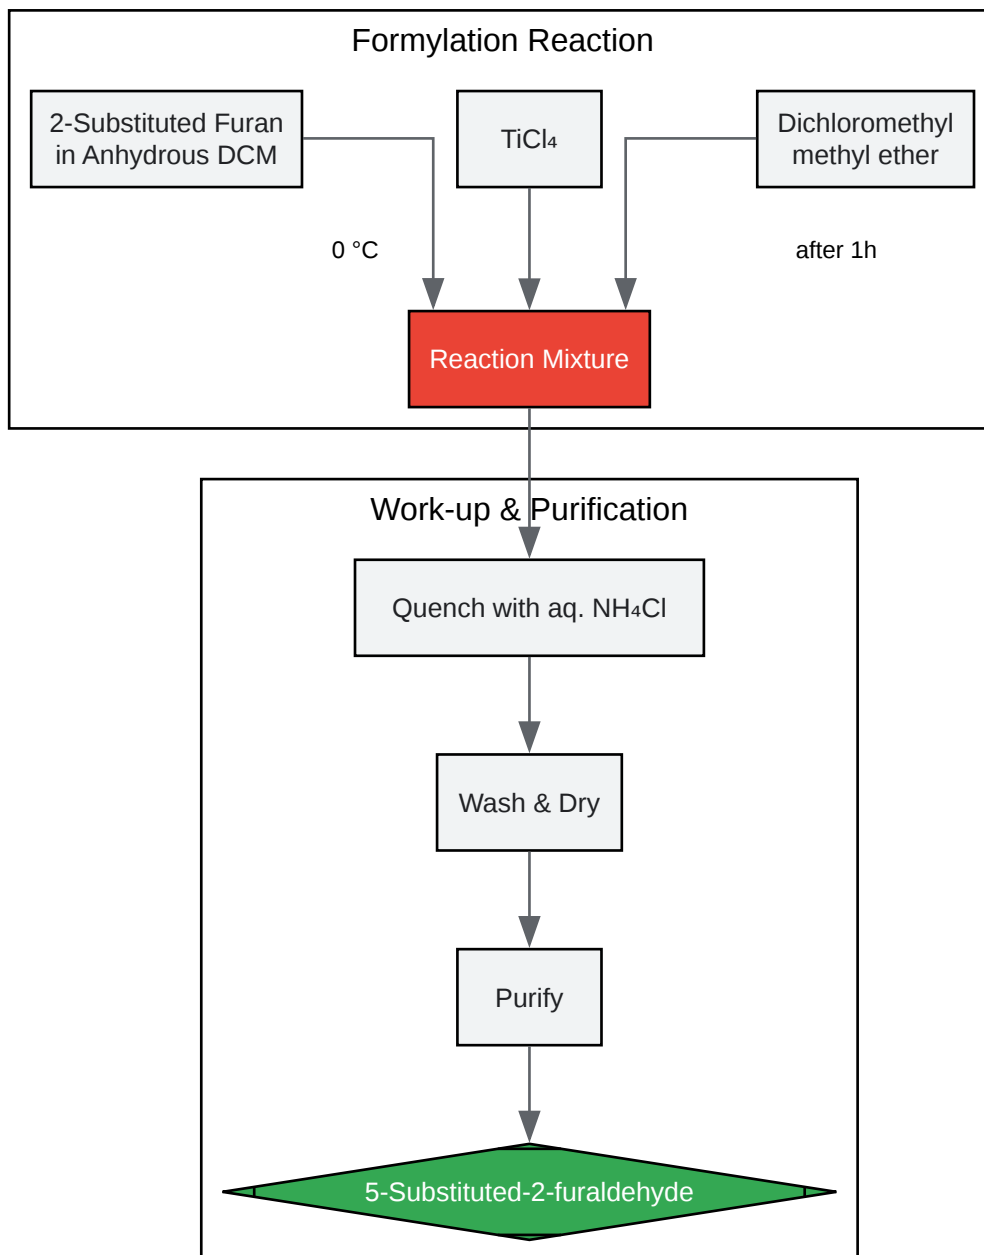 Formylation Reaction
2-Substituted Furan
in Anhydrous DCM
TiCl₄
Dichloromethyl
methyl ether
0 °C
after 1h
Reaction Mixture
Work-up & Purification
Quench with aq. NH₄Cl
Wash & Dry
Purify
5-Substituted-2-furaldehyde